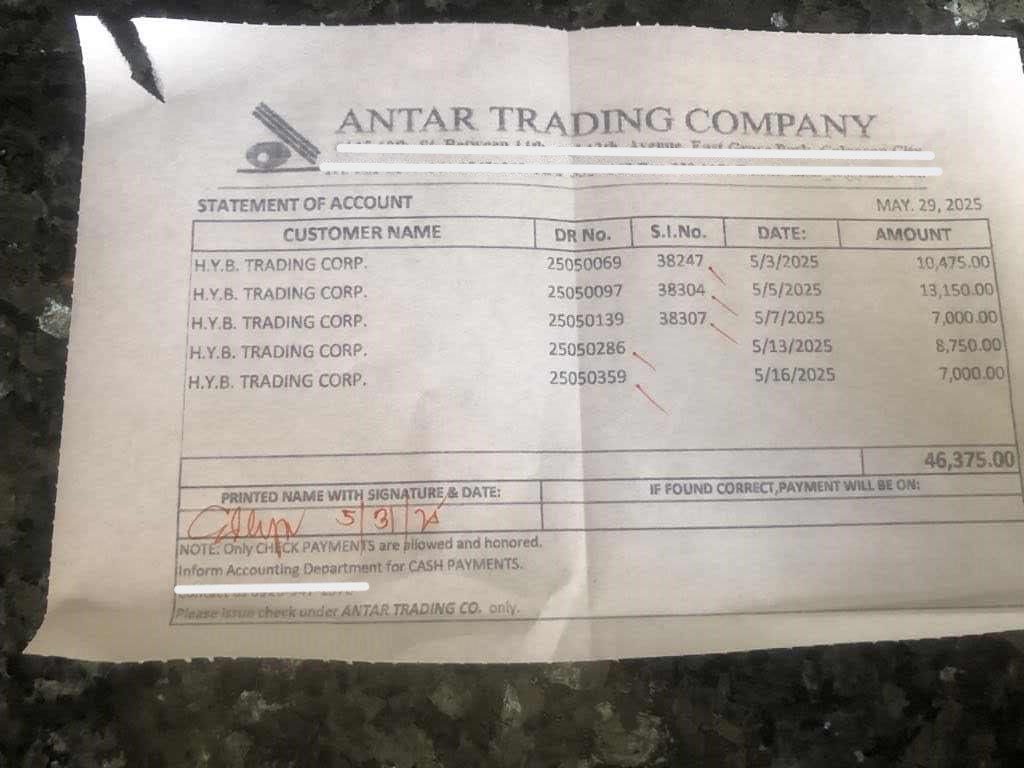 ANTAR TRADING COMPANY
STATEMENT OF ACCOUNT MAY. 29, 2025
CUSTOMER NAME DR No. S.I.No. DATE: AMOUNT
H.Y.B. TRADING CORP. 25050069 38247 5/3/2025 10,475.00
H.Y.B. TRADING CORP. 25050097 38304 5/5/2025 13,150.00
H.Y.B. TRADING CORP. 25050139 38307 5/7/2025 7,000.00
H.Y.B. TRADING CORP. 25050286 5/13/2025 8,750.00
H.Y.B. TRADING CORP. 25050359 5/16/2025 7,000.00
46,375.00
PRINTED NAME WITH SIGNATURE & DATE: IF FOUND CORRECT,PAYMENT WILL BE ON:
NOTE: Only CHECK PAYMENTS are allowed and honored.
Inform Accounting Department for CASH PAYMENTS.
Please issue check under ANTAR TRADING CO. only.